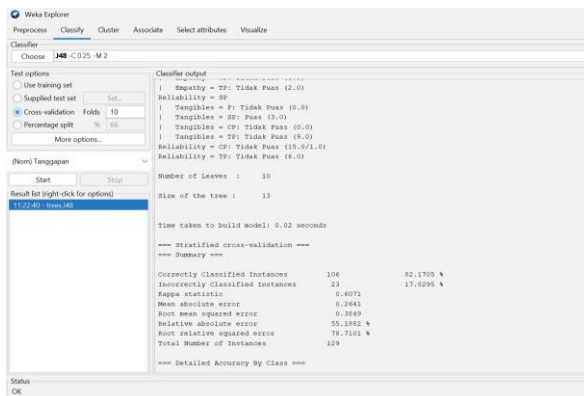 Weka Explorer
Preprocess Classify Cluster Associate Select attributes Visualize
Classifier
Choose J48 -C 0.25 -M 2
Test options
Use training set
Supplied test set Set...
Cross-validation Folds 10
Percentage split % 66
More options...
(Nom) Tanggapan
Start Stop
Result list (right-click for options)
11:22:40 - trees.J48
Classifier output
| Empathy = TP: Tidak Puas (2.0)
Reliability = SP
| Tangibles = P: Tidak Puas (0.0)
| Tangibles = SP: Puas (3.0)
| Tangibles = CP: Tidak Puas (0.0)
| Tangibles = TP: Tidak Puas (9.0)
Reliability = CP: Tidak Puas (15.0/1.0)
Reliability = TP: Tidak Puas (6.0)
Number of Leaves : 10
Size of the tree : 13
Time taken to build model: 0.02 seconds
=== Stratified cross-validation ===
=== Summary ===
Correctly Classified Instances 106 82.1705 %
Incorrectly Classified Instances 23 17.8295 %
Kappa statistic 0.6071
Mean absolute error 0.2641
Root mean squared error 0.3849
Relative absolute error 55.1882 %
Root relative squared error 78.7101 %
Total Number of Instances 129
=== Detailed Accuracy By Class ===
Status
OK